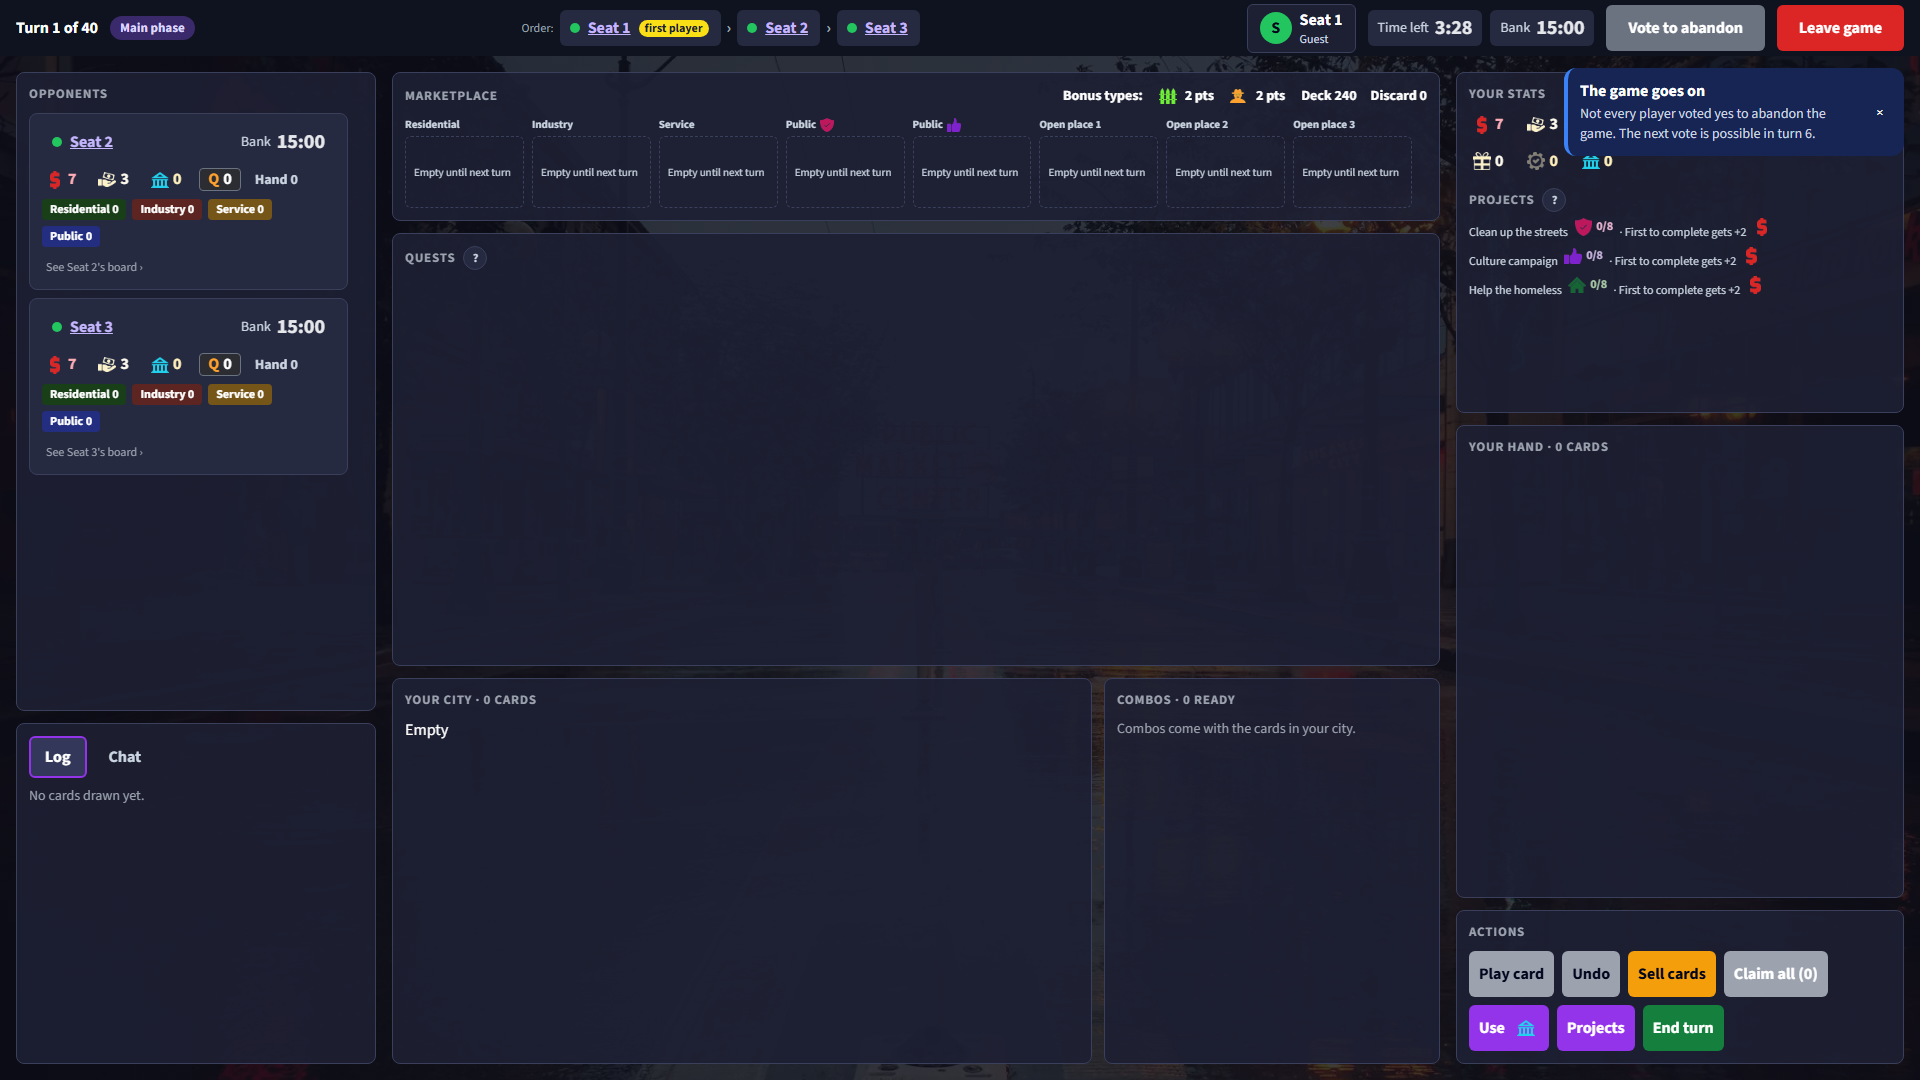 Turn 1 of 40 Main phase
Order: Seat 1 first player › Seat 2 › Seat 3
S Seat 1
Guest
Time left 3:28 Bank 15:00 Vote to abandon Leave game
OPPONENTS
Seat 2 Bank 15:00
7 3 0 Q 0 Hand 0
Residential 0 Industry 0 Service 0
Public 0
See Seat 2's board ›
Seat 3 Bank 15:00
7 3 0 Q 0 Hand 0
Residential 0 Industry 0 Service 0
Public 0
See Seat 3's board ›
Log Chat
No cards drawn yet.
MARKETPLACE Bonus types: 2 pts 2 pts Deck 240 Discard 0
Residential Industry Service Public Public Open place 1 Open place 2 Open place 3
Empty until next turn Empty until next turn Empty until next turn Empty until next turn Empty until next turn Empty until next turn Empty until next turn Empty until next turn
QUESTS ?
YOUR CITY · 0 CARDS
Empty
COMBOS · 0 READY
Combos come with the cards in your city.
YOUR STATS
7 3
0 0 0
The game goes on
Not every player voted yes to abandon the
game. The next vote is possible in turn 6.
×
PROJECTS ?
Clean up the streets 0/8 · First to complete gets +2
Culture campaign 0/8 · First to complete gets +2
Help the homeless 0/8 · First to complete gets +2
YOUR HAND · 0 CARDS
ACTIONS
Play card Undo Sell cards Claim all (0)
Use Projects End turn